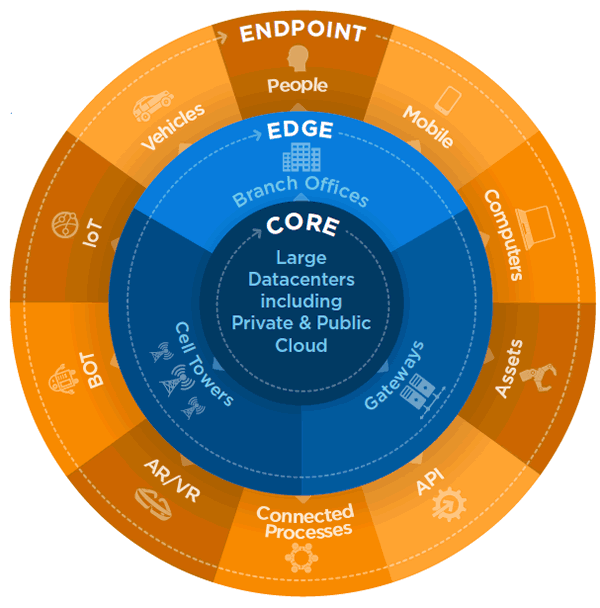 ENDPOINT
People
Mobile
Computers
Assets
API
Connected
Processes
AR/VR
BOT
IoT
Vehicles
EDGE
Branch Offices
Gateways
Cell Towers
CORE
Large
Datacenters
including
Private & Public
Cloud